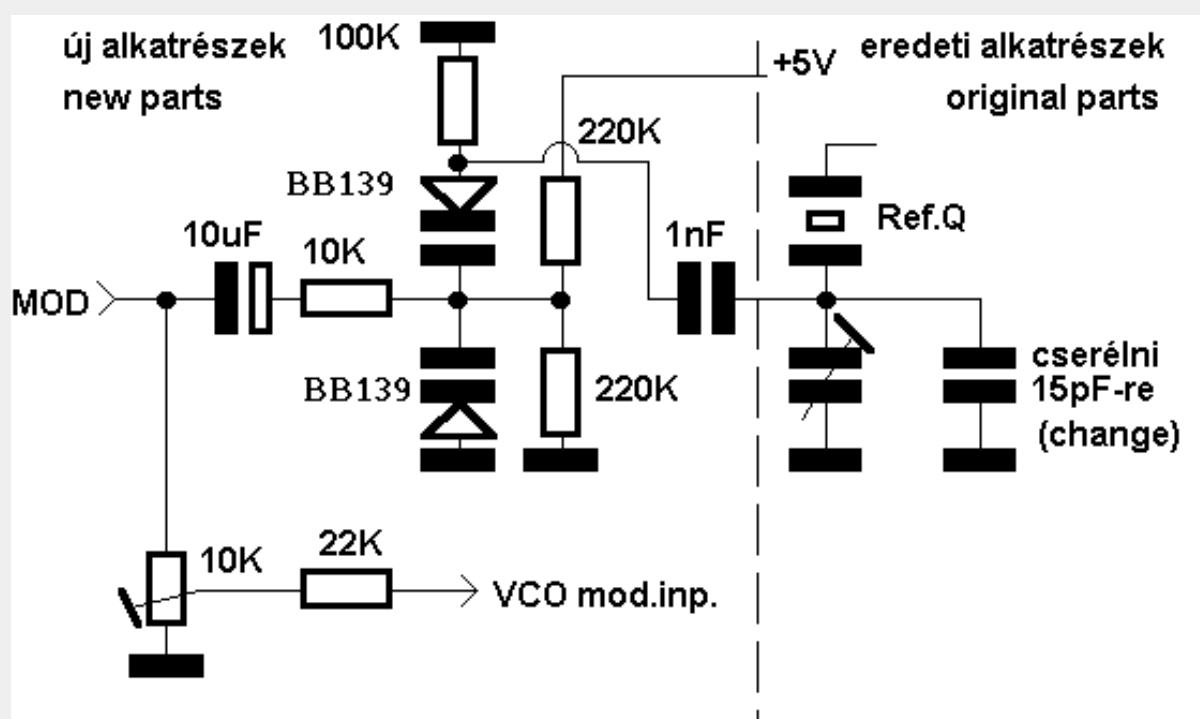 új alkatrészek
new parts
100K
+5V
eredeti alkatrészek
original parts
220K
BB139
10uF
10K
1nF
Ref.Q
MOD
BB139
220K
cserélni
15pF-re
(change)
10K
22K
VCO mod.inp.